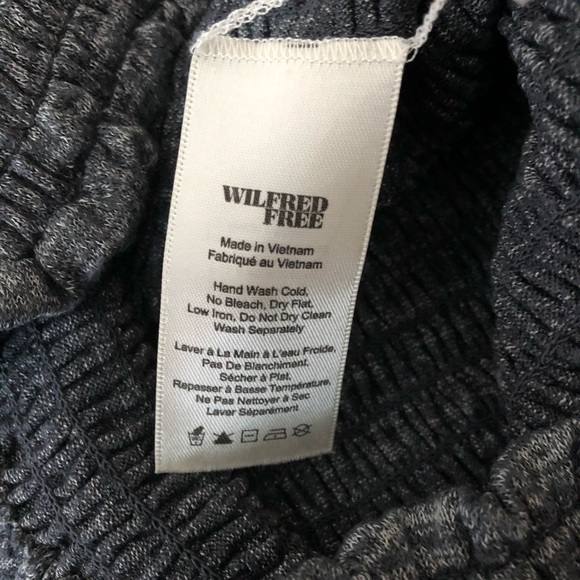 WILFRED
FREE
Made in Vietnam
Fabriqué au Vietnam
Hand Wash Cold,
No Bleach, Dry Flat,
Low Iron, Do Not Dry Clean
Wash Separately
Laver à La Main à L'eau Froide,
Pas De Blanchiment,
Sécher à Plat,
Repasser à Basse Température,
Ne Pas Nettoyer à Sec
Laver Séparément